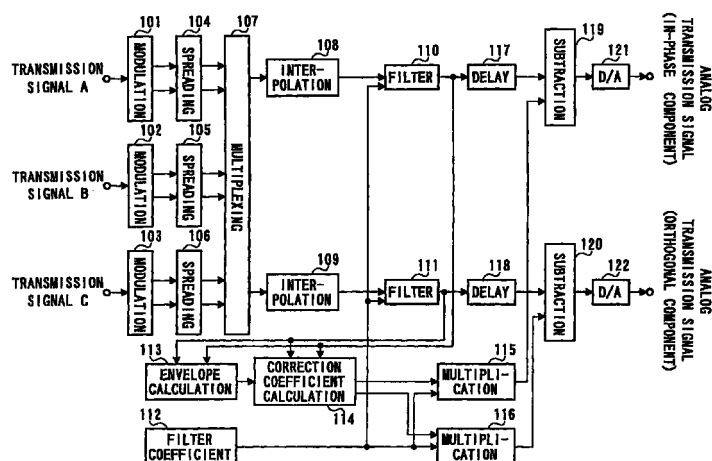 101
104
107
MODULATION
SPREADING
TRANSMISSION
SIGNAL A
102
105
MODULATION
SPREADING
TRANSMISSION
SIGNAL B
103
106
MODULATION
SPREADING
TRANSMISSION
SIGNAL C
MULTIPLEXING
108
INTER-
POLATION
109
INTER-
POLATION
110
FILTER
111
FILTER
117
DELAY
118
DELAY
119
SUBTRACTION
120
SUBTRACTION
121
D/A
122
D/A
ANALOG
TRANSMISSION SIGNAL
(IN-PHASE COMPONENT)
ANALOG
TRANSMISSION SIGNAL
(ORTHOGONAL COMPONENT)
113
ENVELOPE
CALCULATION
CORRECTION
COEFFICIENT
CALCULATION
114
115
MULTIPLI-
CATION
112
FILTER
COEFFICIENT
116
MULTIPLI-
CATION